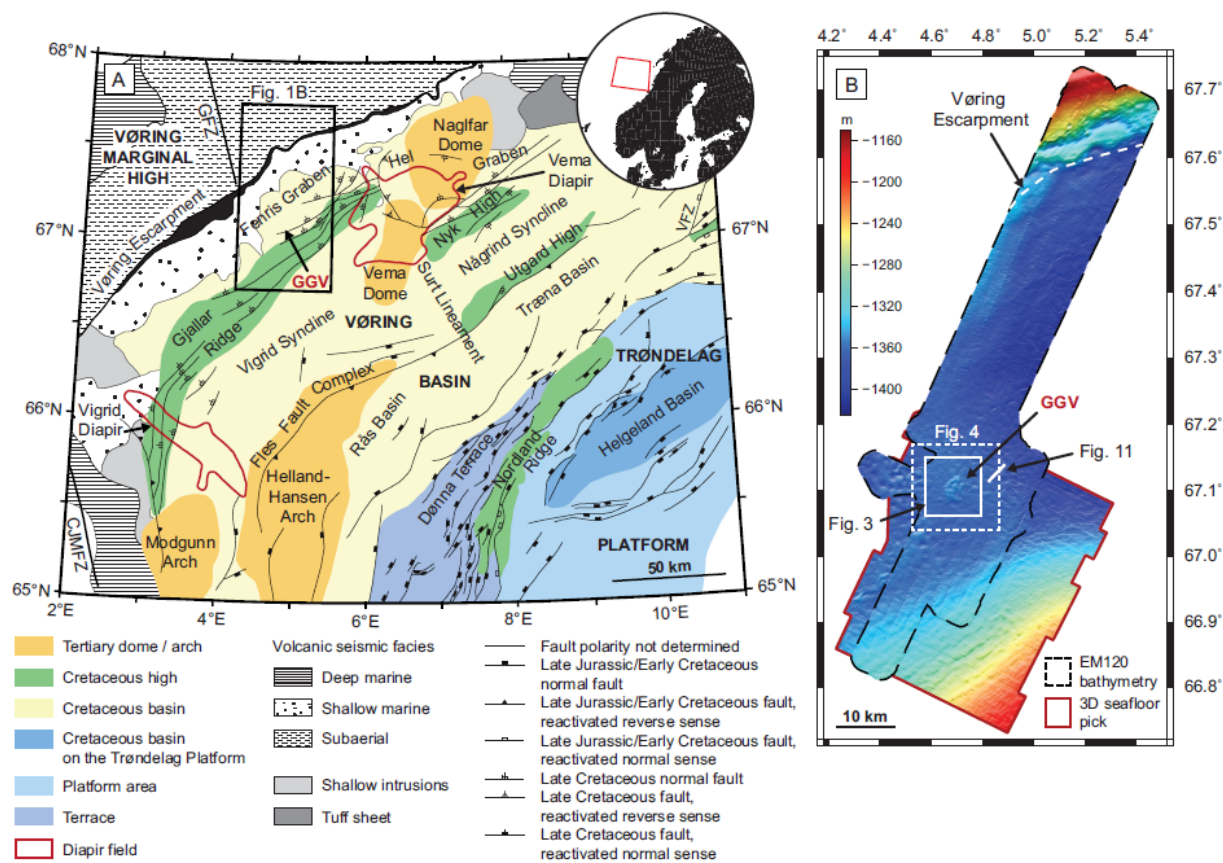 68°N
A
Fig. 1B
GFZ
VØRING
MARGINAL
HIGH
Naglfar
Dome
Hel
Graben
Vema
Diapir
Fenris Graben
Vøring Escarpment
67°N
67°N
GGV
Nyk High
VFZ
Någrind Syncline
Utgard High
Vema
Dome
Surt Lineament
Træna Basin
Gjallar
Ridge
Vigrid Syncline
VØRING
BASIN
TRØNDELAG
Fles Fault Complex
Rås Basin
66°N
66°N
Vigrid
Diapir
Helgeland Basin
Nordland
Ridge
Dønna Terrace
Helland-
Hansen
Arch
CJMFZ
Modgunn
Arch
PLATFORM
50 km
65°N
65°N
2°E
4°E
6°E
8°E
10°E
Tertiary dome / arch
Cretaceous high
Cretaceous basin
Cretaceous basin
on the Trøndelag Platform
Platform area
Terrace
Diapir field
Volcanic seismic facies
Deep marine
Shallow marine
Subaerial
Shallow intrusions
Tuff sheet
Fault polarity not determined
Late Jurassic/Early Cretaceous
normal fault
Late Jurassic/Early Cretaceous fault,
reactivated reverse sense
Late Jurassic/Early Cretaceous fault,
reactivated normal sense
Late Cretaceous normal fault
Late Cretaceous fault,
reactivated reverse sense
Late Cretaceous fault,
reactivated normal sense
4.2° 4.4° 4.6° 4.8° 5.0° 5.2° 5.4°
B
m
−1160
−1200
−1240
−1280
−1320
−1360
−1400
Vøring
Escarpment
67.7°
67.6°
67.5°
67.4°
67.3°
67.2°
67.1°
67.0°
66.9°
66.8°
GGV
Fig. 4
Fig. 11
Fig. 3
EM120
bathymetry
3D seafloor
pick
10 km